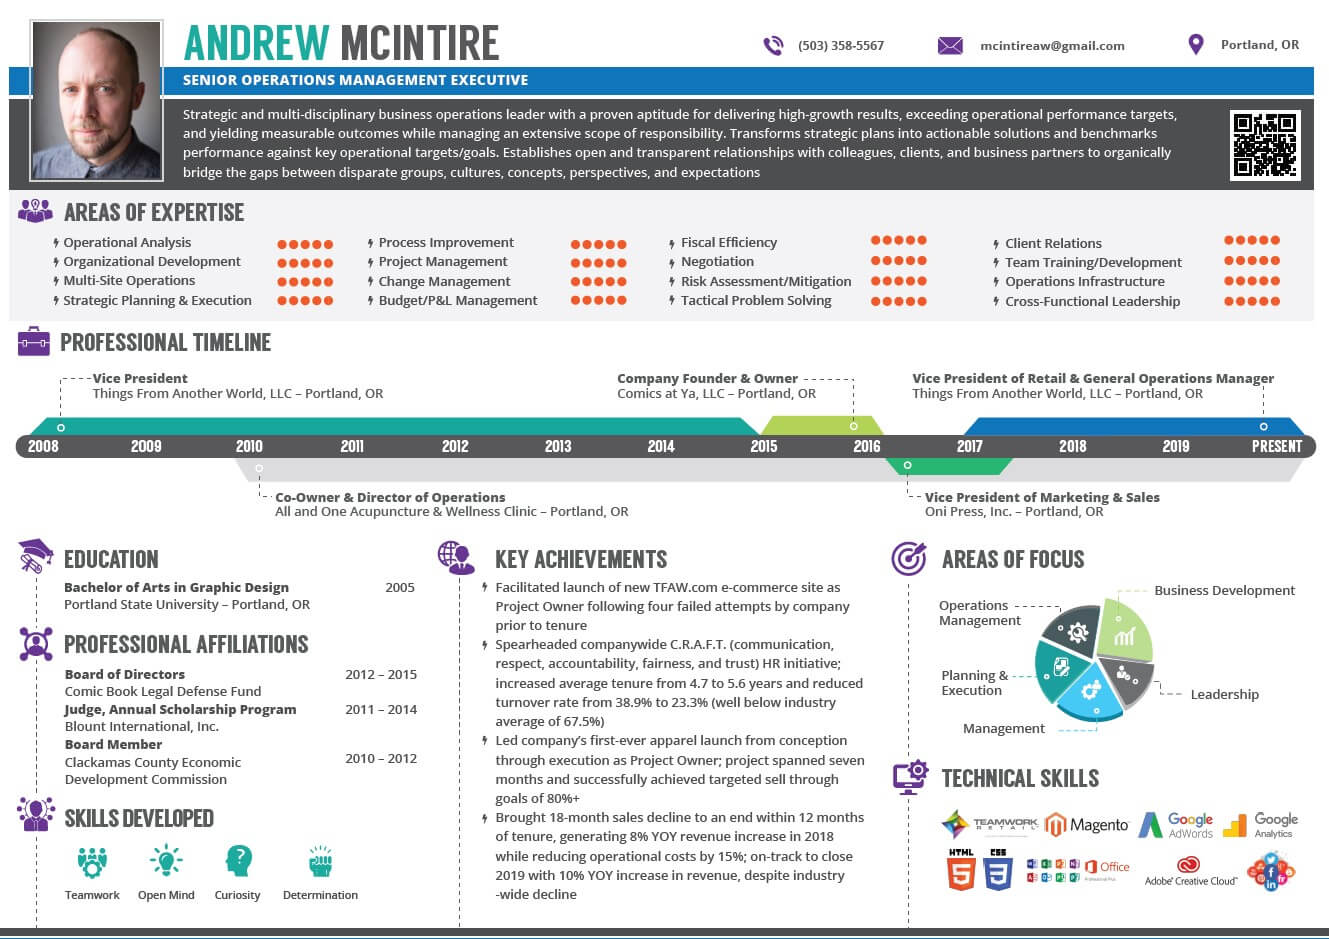 ANDREW MCINTIRE
(503) 358-5567
mcintireaw@gmail.com
Portland, OR
SENIOR OPERATIONS MANAGEMENT EXECUTIVE
Strategic and multi-disciplinary business operations leader with a proven aptitude for delivering high-growth results, exceeding operational performance targets,
and yielding measurable outcomes while managing an extensive scope of responsibility. Transforms strategic plans into actionable solutions and benchmarks
performance against key operational targets/goals. Establishes open and transparent relationships with colleagues, clients, and business partners to organically
bridge the gaps between disparate groups, cultures, concepts, perspectives, and expectations
AREAS OF EXPERTISE
Operational Analysis
Organizational Development
Multi-Site Operations
Strategic Planning & Execution
Process Improvement
Project Management
Change Management
Budget/P&L Management
Fiscal Efficiency
Negotiation
Risk Assessment/Mitigation
Tactical Problem Solving
Client Relations
Team Training/Development
Operations Infrastructure
Cross-Functional Leadership
PROFESSIONAL TIMELINE
Vice President
Things From Another World, LLC – Portland, OR
Company Founder & Owner
Comics at Ya, LLC – Portland, OR
Vice President of Retail & General Operations Manager
Things From Another World, LLC – Portland, OR
2008 2009 2010 2011 2012 2013 2014 2015 2016 2017 2018 2019 PRESENT
Co-Owner & Director of Operations
All and One Acupuncture & Wellness Clinic – Portland, OR
Vice President of Marketing & Sales
Oni Press, Inc. – Portland, OR
EDUCATION
Bachelor of Arts in Graphic Design 2005
Portland State University – Portland, OR
PROFESSIONAL AFFILIATIONS
Board of Directors 2012 – 2015
Comic Book Legal Defense Fund
Judge, Annual Scholarship Program 2011 – 2014
Blount International, Inc.
Board Member
Clackamas County Economic 2010 – 2012
Development Commission
SKILLS DEVELOPED
Teamwork
Open Mind
Curiosity
Determination
KEY ACHIEVEMENTS
Facilitated launch of new TFAW.com e-commerce site as
Project Owner following four failed attempts by company
prior to tenure
Spearheaded companywide C.R.A.F.T. (communication,
respect, accountability, fairness, and trust) HR initiative;
increased average tenure from 4.7 to 5.6 years and reduced
turnover rate from 38.9% to 23.3% (well below industry
average of 67.5%)
Led company's first-ever apparel launch from conception
through execution as Project Owner; project spanned seven
months and successfully achieved targeted sell through
goals of 80%+
Brought 18-month sales decline to an end within 12 months
of tenure, generating 8% YOY revenue increase in 2018
while reducing operational costs by 15%; on-track to close
2019 with 10% YOY increase in revenue, despite industry
-wide decline
AREAS OF FOCUS
Business Development
Operations
Management
Planning &
Execution
Leadership
Management
TECHNICAL SKILLS
TEAMWORK
RETAIL
Magento
Google
AdWords
Google
Analytics
HTML
5
CSS
3
Office
Professional Plus
Adobe® Creative Cloud™